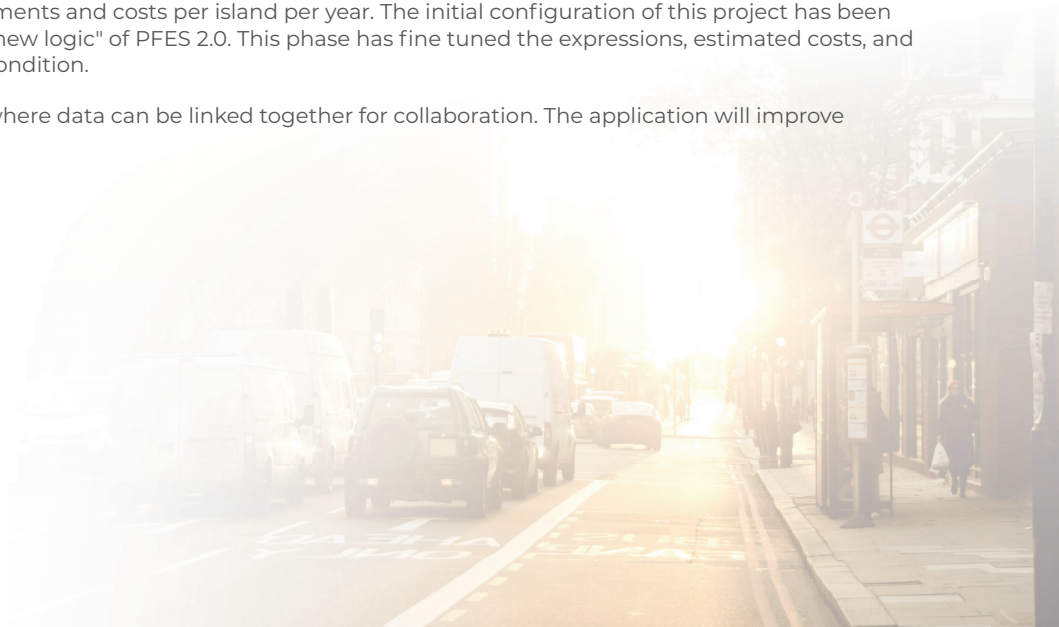 ments and costs per island per year. The initial configuration of this project has been
new logic" of PFES 2.0. This phase has fine tuned the expressions, estimated costs, and
ondition.
where data can be linked together for collaboration. The application will improve
AHEAD
ONLY